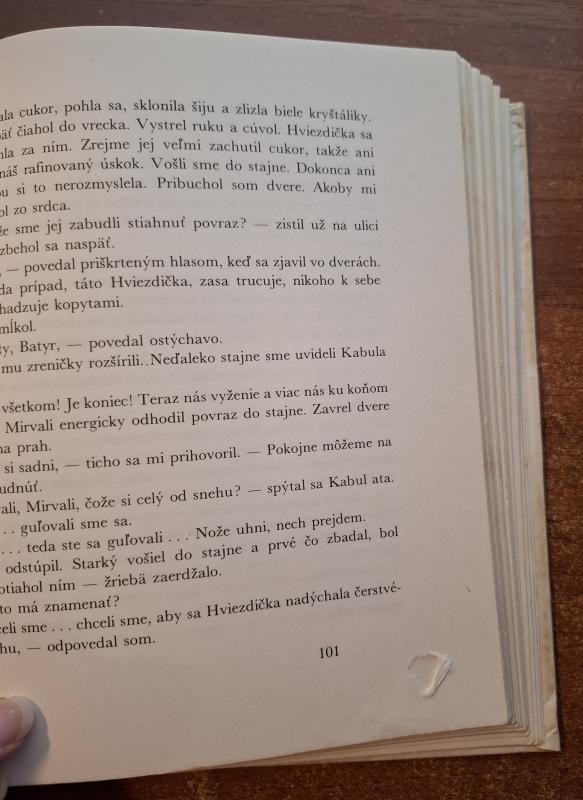 ala cukor, pohla sa, sklonila šiju a zlizla biele kryštáliky.
äť čiahol do vrecka. Vystrel ruku a cúvol. Hviezdička sa
la za ním. Zrejme jej veľmi zachutil cukor, takže ani
náš rafinovaný úskok. Vošli sme do stajne. Dokonca ani
ou si to nerozmyslela. Pribuchol som dvere. Akoby mi
ol zo srdca.
že sme jej zabudli stiahnuť povraz? — zistil už na ulici
zbehol sa naspäť.
, — povedal priškrteným hlasom, keď sa zjavil vo dverách.
da prípad, táto Hviezdička, zasa trucuje, nikoho k sebe
hadzuje kopytami.
mĺkol.
ty, Batyr, — povedal ostýchavo.
mu zreničky rozšírili. Neďaleko stajne sme uvideli Kabula
všetkom! Je koniec! Teraz nás vyženie a viac nás ku koňom
Mirvali energicky odhodil povraz do stajne. Zavrel dvere
na prah.
si sadni, — ticho sa mi prihovoril. — Pokojne môžeme na
udnúť.
ali, Mirvali, čože si celý od snehu? — spýtal sa Kabul ata.
. . guľovali sme sa.
. . . teda ste sa guľovali . . . Nože uhni, nech prejdem.
odstúpil. Starký vošiel do stajne a prvé čo zbadal, bol
otiahol ním — žriebä zaerdžalo.
to má znamenať?
celi sme . . . chceli sme, aby sa Hviezdička nadýchala čerstvé-
hu, — odpovedal som.
101